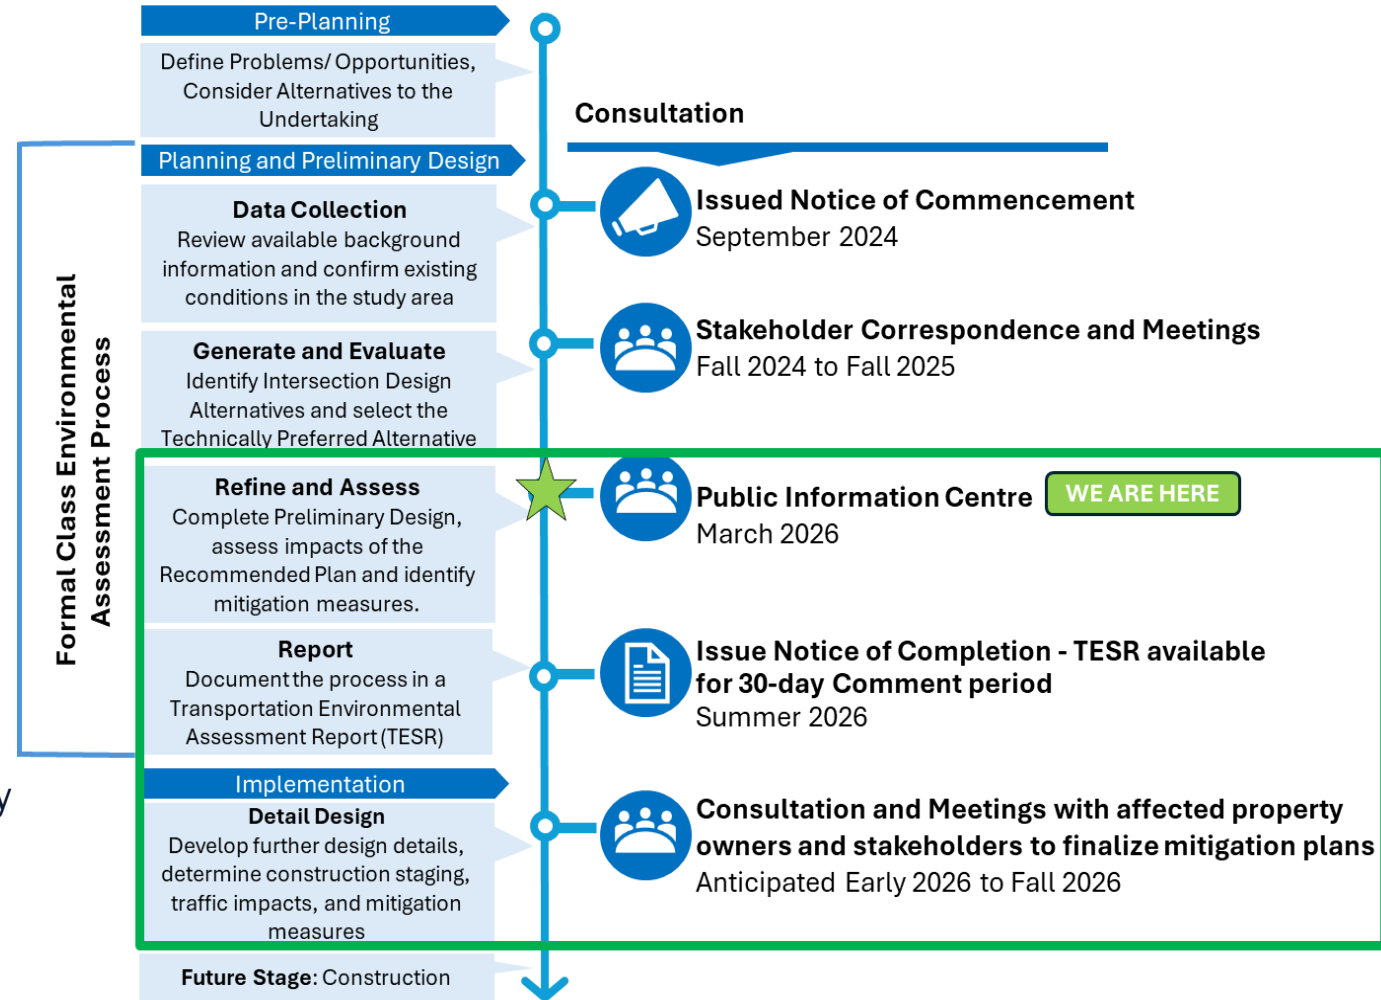 Pre-Planning
Define Problems/ Opportunities,
Consider Alternatives to the
Undertaking
Consultation
Planning and Preliminary Design
Data Collection
Review available background
information and confirm existing
conditions in the study area
Issued Notice of Commencement
September 2024
Generate and Evaluate
Identify Intersection Design
Alternatives and select the
Technically Preferred Alternative
Stakeholder Correspondence and Meetings
Fall 2024 to Fall 2025
Formal Class Environmental
Assessment Process
Refine and Assess
Complete Preliminary Design,
assess impacts of the
Recommended Plan and identify
mitigation measures.
Public Information Centre
WE ARE HERE
March 2026
Report
Document the process in a
Transportation Environmental
Assessment Report (TESR)
Issue Notice of Completion - TESR available
for 30-day Comment period
Summer 2026
y
Implementation
Detail Design
Develop further design details,
determine construction staging,
traffic impacts, and mitigation
measures
Consultation and Meetings with affected property
owners and stakeholders to finalize mitigation plans
Anticipated Early 2026 to Fall 2026
Future Stage: Construction